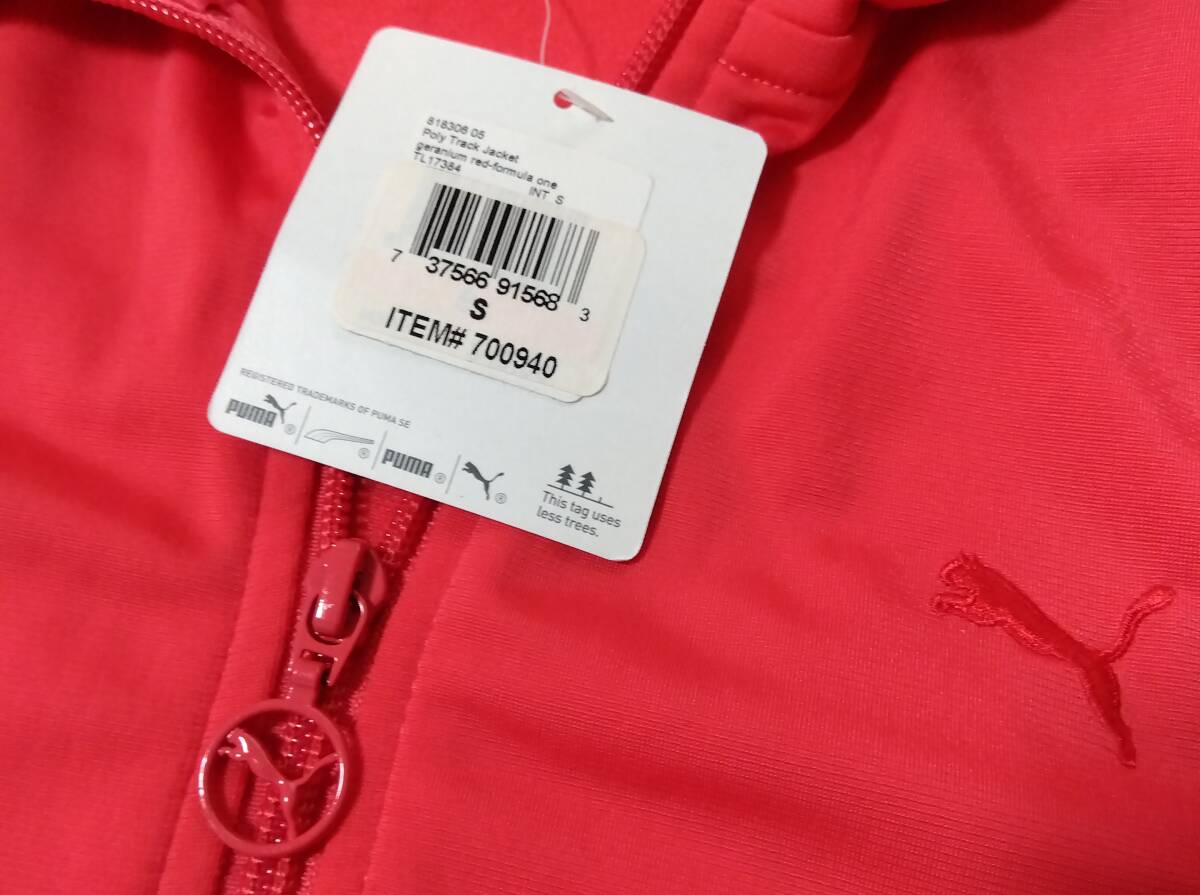 818306 05
Poly Track Jacket
geranium red-formula one
TL17384 INT S
7 37566 91568 3
S
ITEM# 700940
REGISTERED TRADEMARKS OF PUMA SE
PUMA® ® PUMA® ®
This tag uses
less trees.